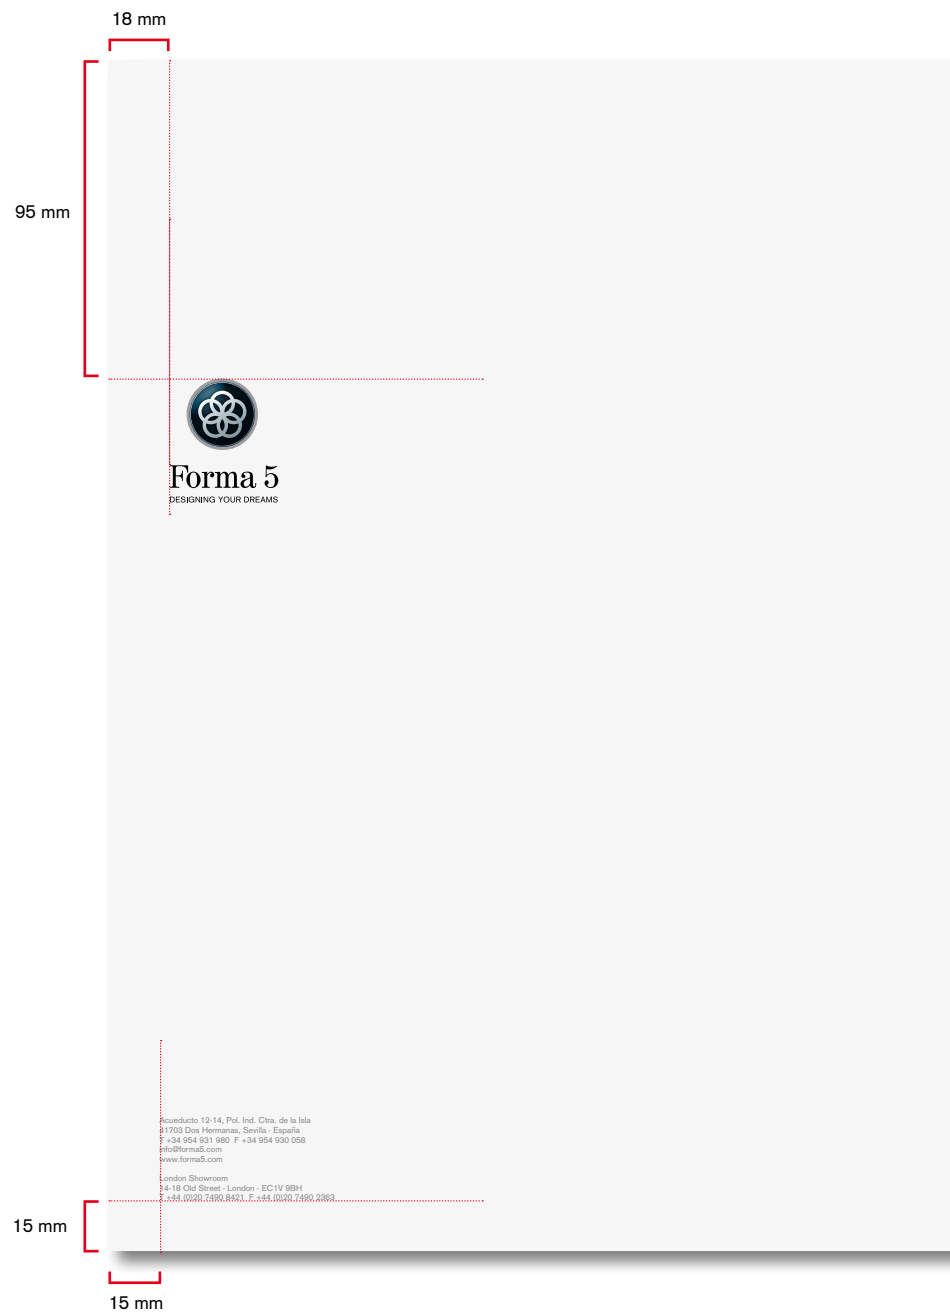 18 mm
95 mm
Forma 5
DESIGNING YOUR DREAMS
Acueducto 12-14, Pol. Ind. Ctra. de la Isla
41703 Dos Hermanas, Sevilla - España
T +34 954 931 980 F +34 954 930 058
info@forma5.com
www.forma5.com
London Showroom
14-18 Old Street - London - EC1V 9BH
T +44 (0)20 7490 8421 F +44 (0)20 7490 2363
15 mm
15 mm